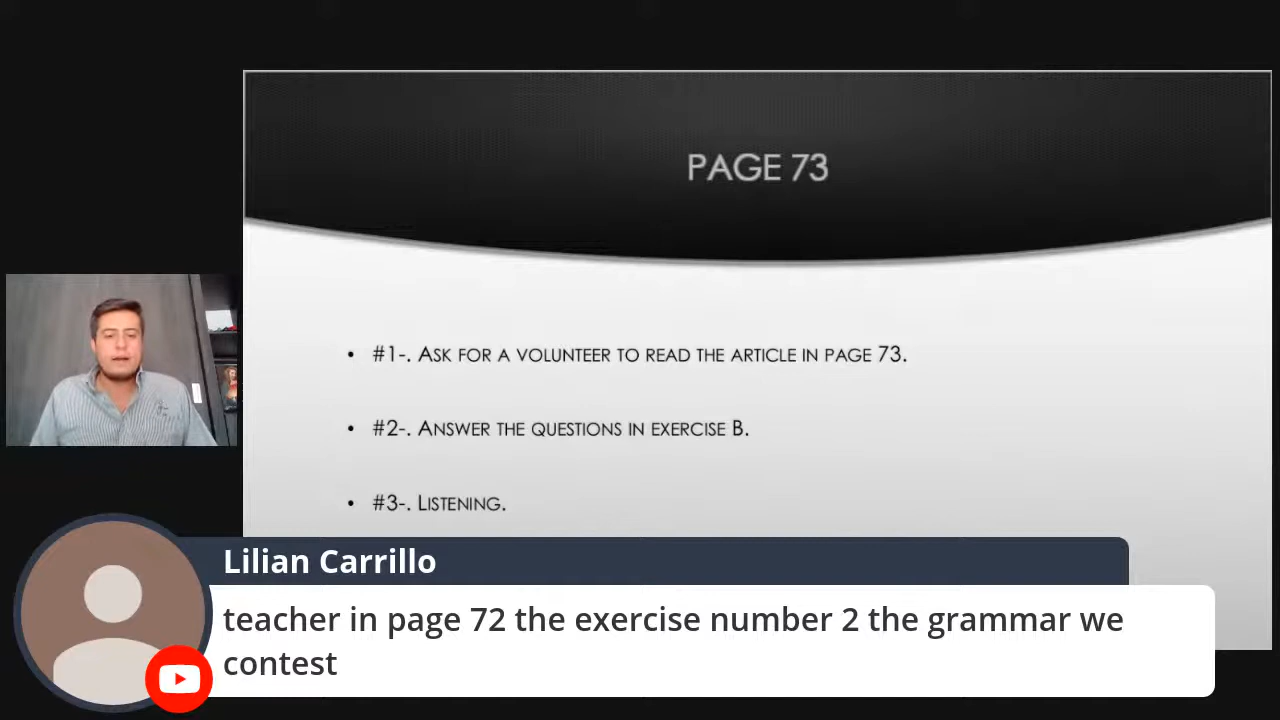 PAGE 73
• #1-. ASK FOR A VOLUNTEER TO READ THE ARTICLE IN PAGE 73.
• #2-. ANSWER THE QUESTIONS IN EXERCISE B.
• #3-. LISTENING.
Lilian Carrillo
teacher in page 72 the exercise number 2 the grammar we
contest